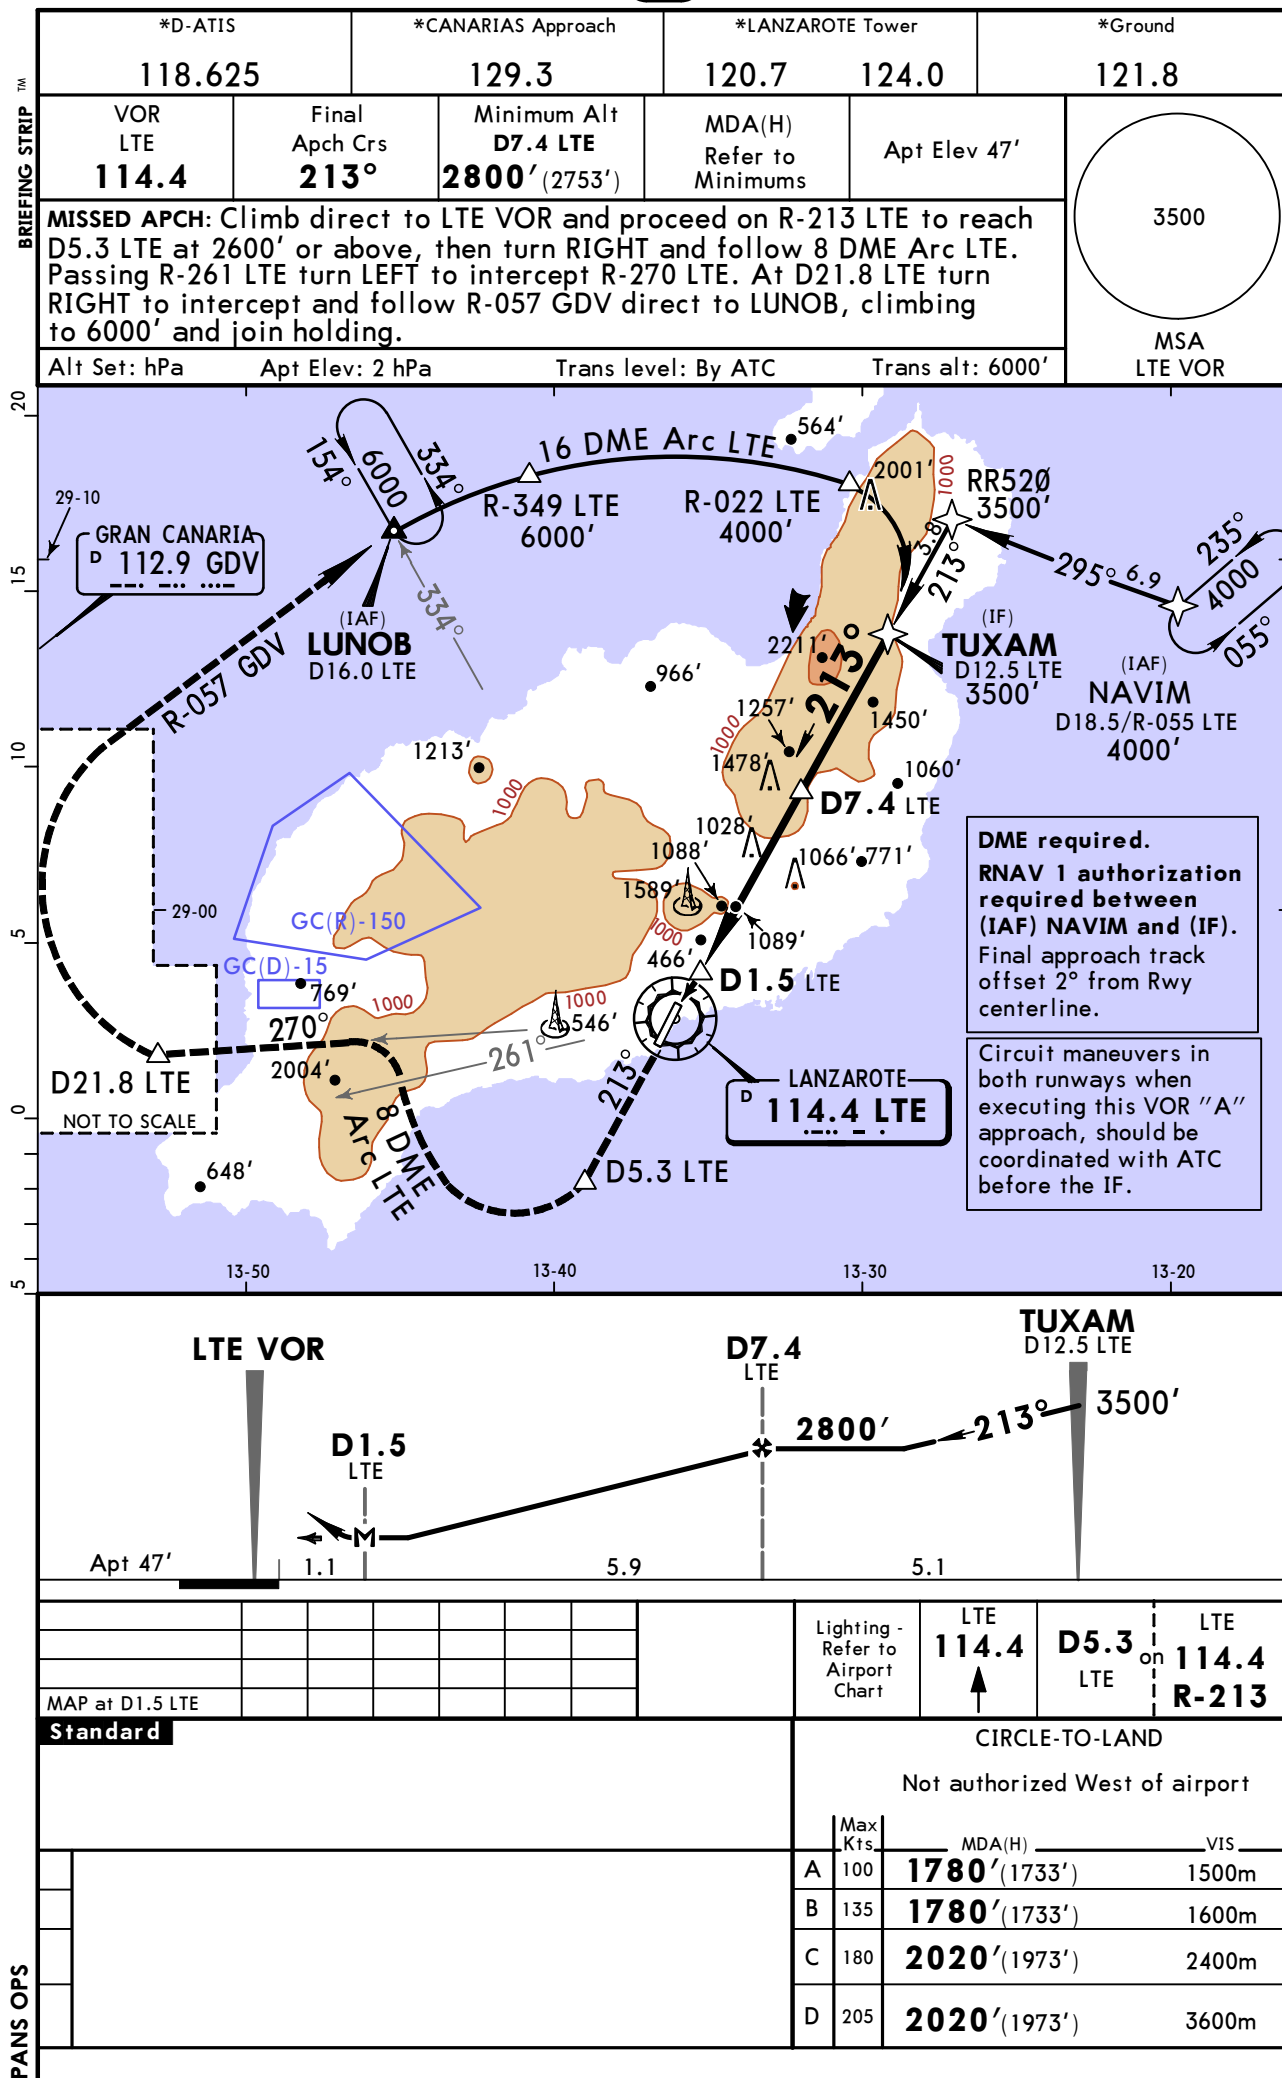 *D-ATIS
118.625
*CANARIAS Approach
129.3
*LANZAROTE Tower
120.7 124.0
*Ground
121.8
BRIEFING STRIP ™
VOR
LTE
114.4
Final
Apch Crs
213°
Minimum Alt
D7.4 LTE
2800′(2753′)
MDA(H)
Refer to
Minimums
Apt Elev 47′
MISSED APCH: Climb direct to LTE VOR and proceed on R-213 LTE to reach
D5.3 LTE at 2600′ or above, then turn RIGHT and follow 8 DME Arc LTE.
Passing R-261 LTE turn LEFT to intercept R-270 LTE. At D21.8 LTE turn
RIGHT to intercept and follow R-057 GDV direct to LUNOB, climbing
to 6000′ and join holding.
3500
MSA
LTE VOR
Alt Set: hPa Apt Elev: 2 hPa Trans level: By ATC Trans alt: 6000′
20
15
10
5
0
5
29-10
GRAN CANARIA
D 112.9 GDV
154°
6000
334°
16 DME Arc LTE
564′
2001′
1000
RR52Ø
3500′
R-349 LTE
6000′
R-022 LTE
4000′
3.8
213°
295° 6.9
235°
4000
055°
334°
(IAF)
LUNOB
D16.0 LTE
R-057 GDV
(IF)
TUXAM
D12.5 LTE
3500′
(IAF)
NAVIM
D18.5/R-055 LTE
4000′
2211′
213°
966′
1257′
1450′
1000
1478′
1213′
1060′
1000
D7.4 LTE
1028′
1088′
1066′
771′
1589′
1000
1089′
466′
D1.5 LTE
29-00
GC(R)-150
GC(D)-15
769′
1000
1000
546′
270°
261°
2004′
213°
D21.8 LTE
NOT TO SCALE
8 DME
Arc LTE
648′
D5.3 LTE
LANZAROTE
D 114.4 LTE
DME required.
RNAV 1 authorization
required between
(IAF) NAVIM and (IF).
Final approach track
offset 2° from Rwy
centerline.
Circuit maneuvers in
both runways when
executing this VOR ″A″
approach, should be
coordinated with ATC
before the IF.
13-50 13-40 13-30 13-20
LTE VOR
D7.4
LTE
TUXAM
D12.5 LTE
3500′
213°
2800′
D1.5
LTE
M
Apt 47′ 1.1 5.9 5.1
MAP at D1.5 LTE
Lighting -
Refer to
Airport
Chart
LTE
114.4
D5.3
LTE
on
LTE
114.4
R-213
Standard
CIRCLE-TO-LAND
Not authorized West of airport
Max
Kts MDA(H) VIS
A 100 1780′(1733′) 1500m
B 135 1780′(1733′) 1600m
C 180 2020′(1973′) 2400m
D 205 2020′(1973′) 3600m
PANS OPS